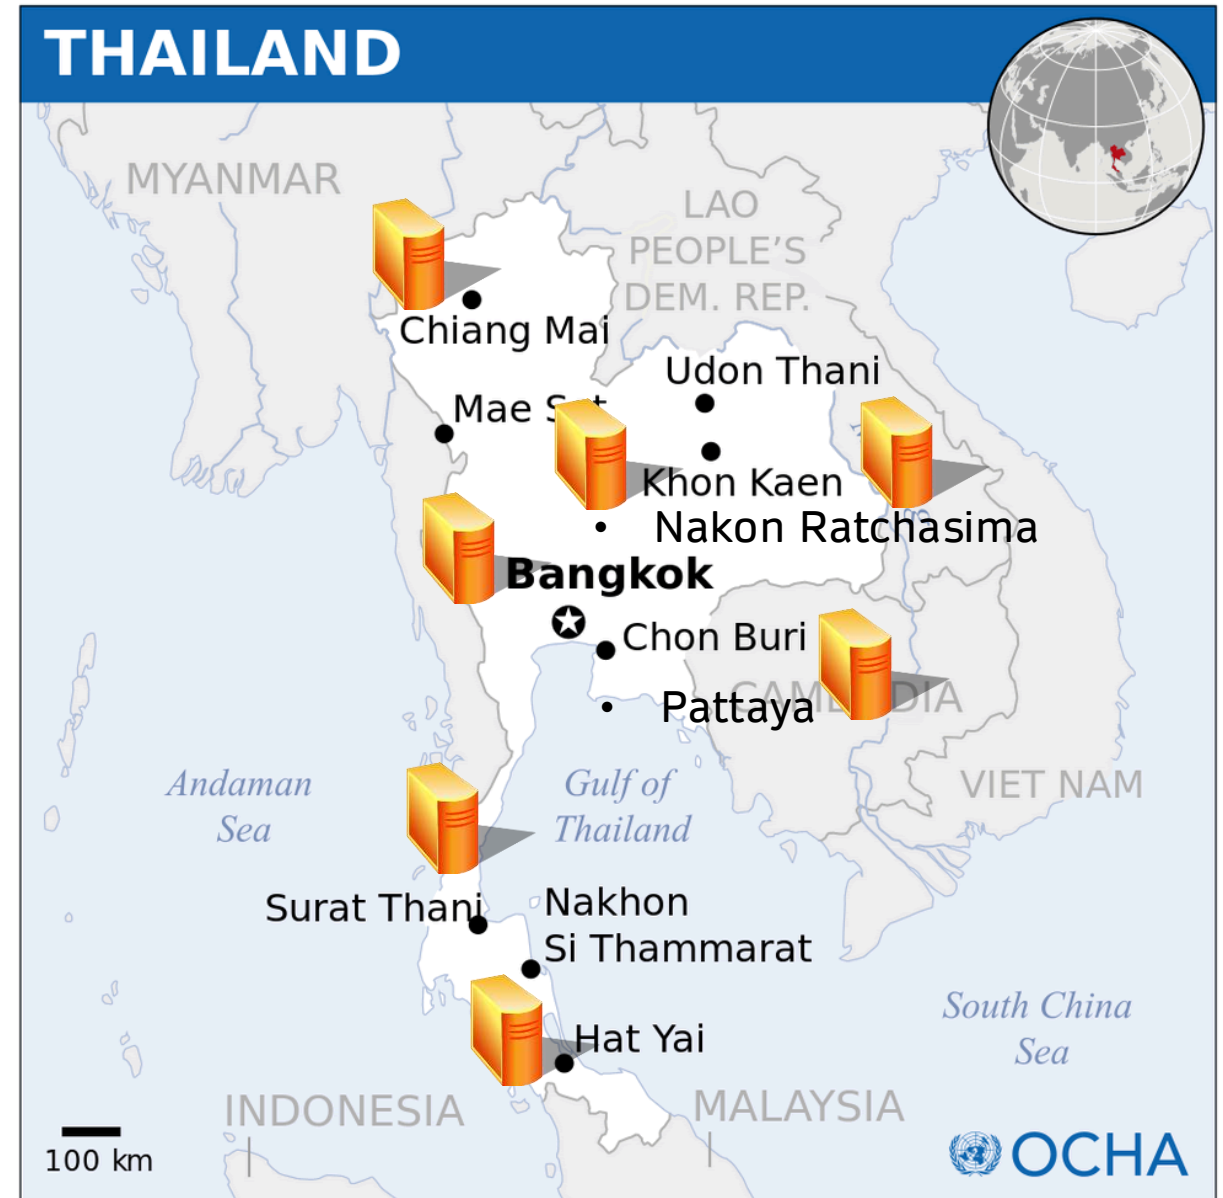 THAILAND
MYANMAR
LAO
PEOPLE'S
DEM. REP.
Chiang Mai
Udon Thani
Mae
Khon Kaen
• Nakon Ratchasima
Bangkok
Chon Buri
• Pattaya
Andaman
Sea
Gulf of
Thailand
VIET NAM
Surat Thani
Nakhon
Si Thammarat
South China
Sea
Hat Yai
INDONESIA
MALAYSIA
100 km
OCHA